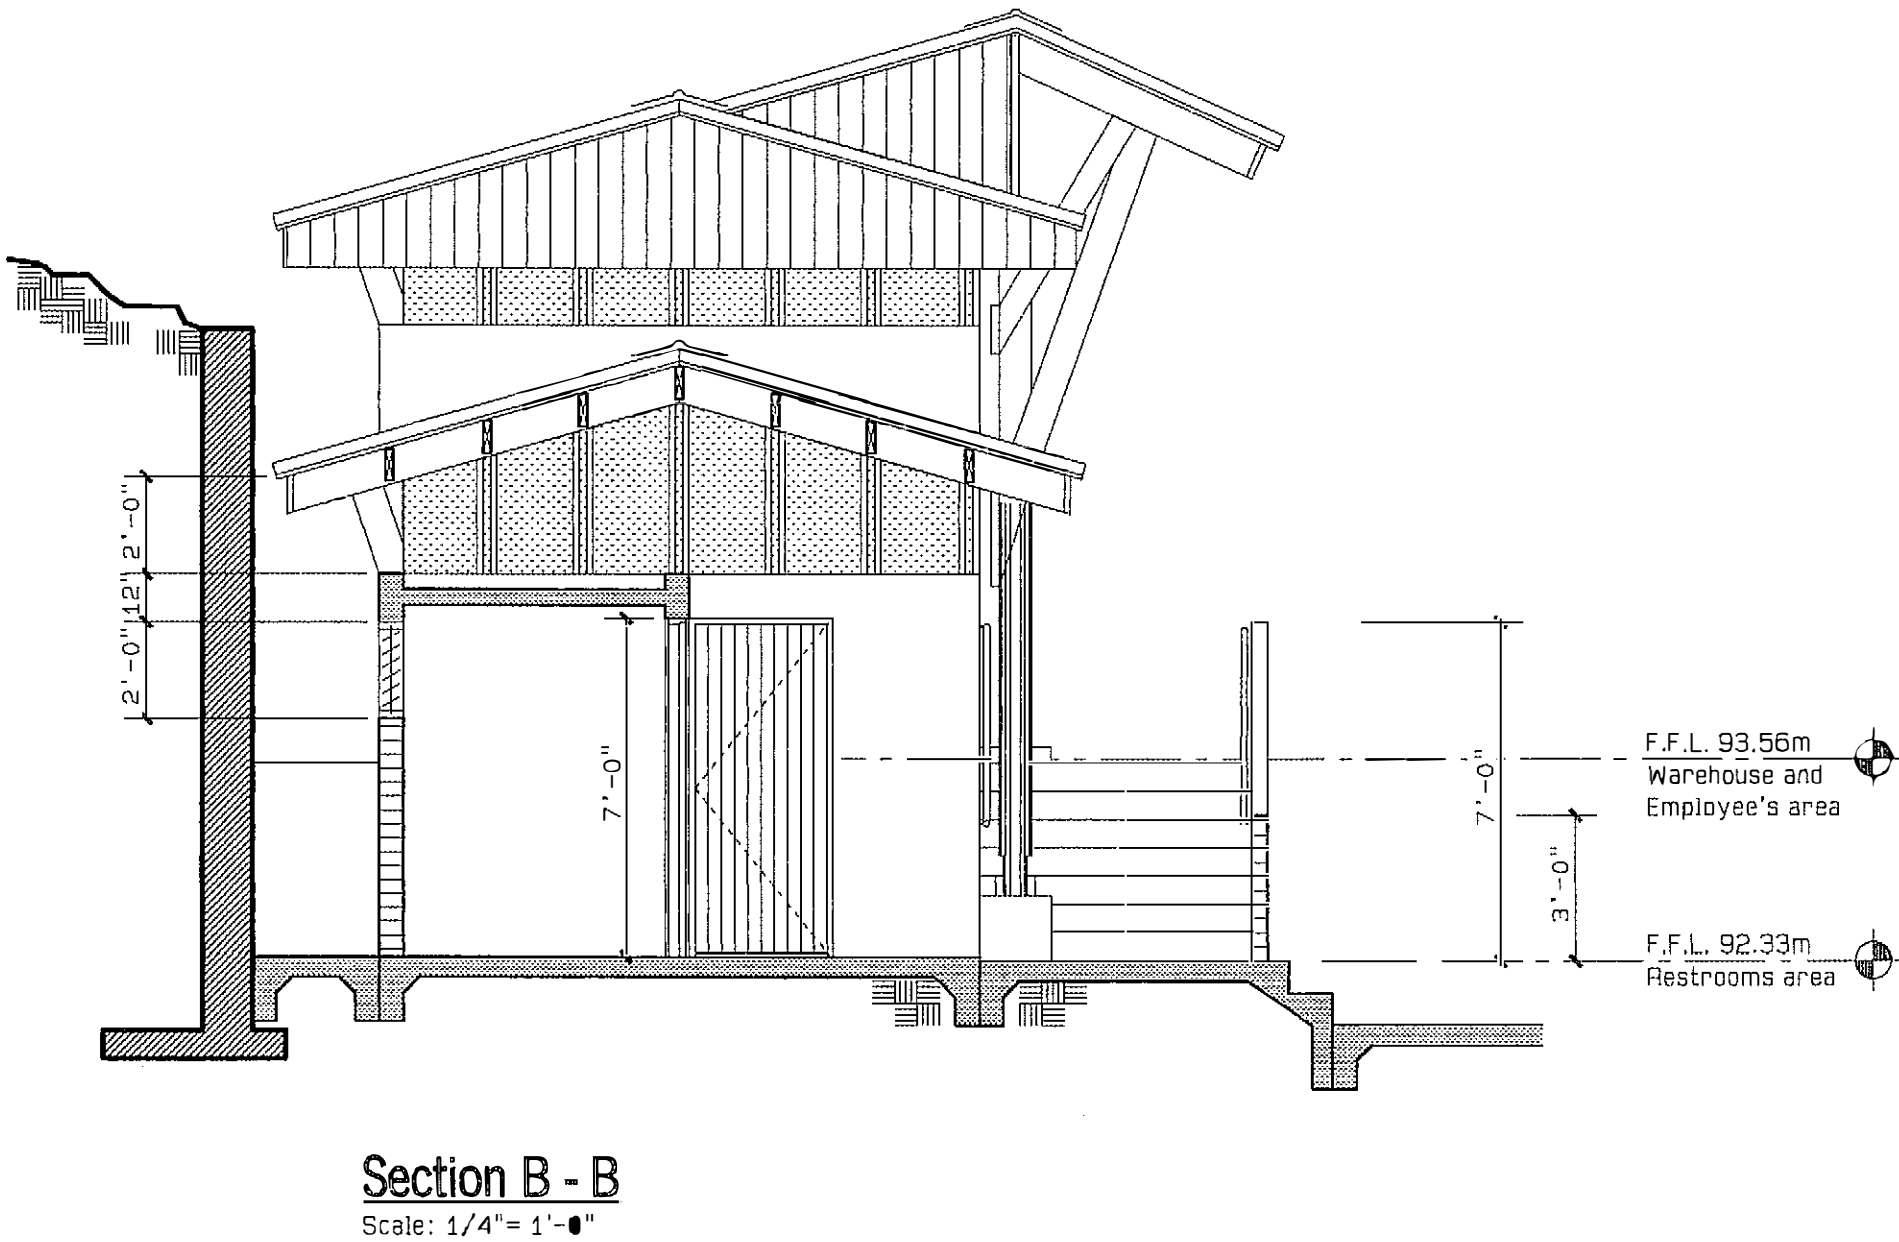 2'-0"
12"
2'-0"
7'-0"
7'-0"
3'-0"
F.F.L. 93.56m
Warehouse and
Employee's area
F.F.L. 92.33m
Restrooms area
Section B - B
Scale: 1/4"= 1'-0"